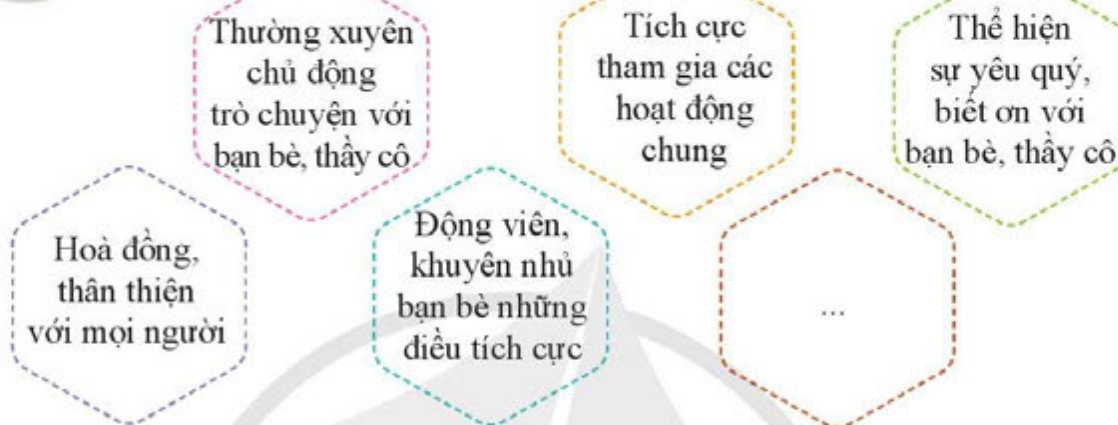 Thường xuyên
chủ động
trò chuyện với
bạn bè, thầy cô
Tích cực
tham gia các
hoạt động
chung
Thể hiện
sự yêu quý,
biết ơn với
bạn bè, thầy cô
Hoà đồng,
thân thiện
với mọi người
Động viên,
khuyên nhủ
bạn bè những
điều tích cực
...